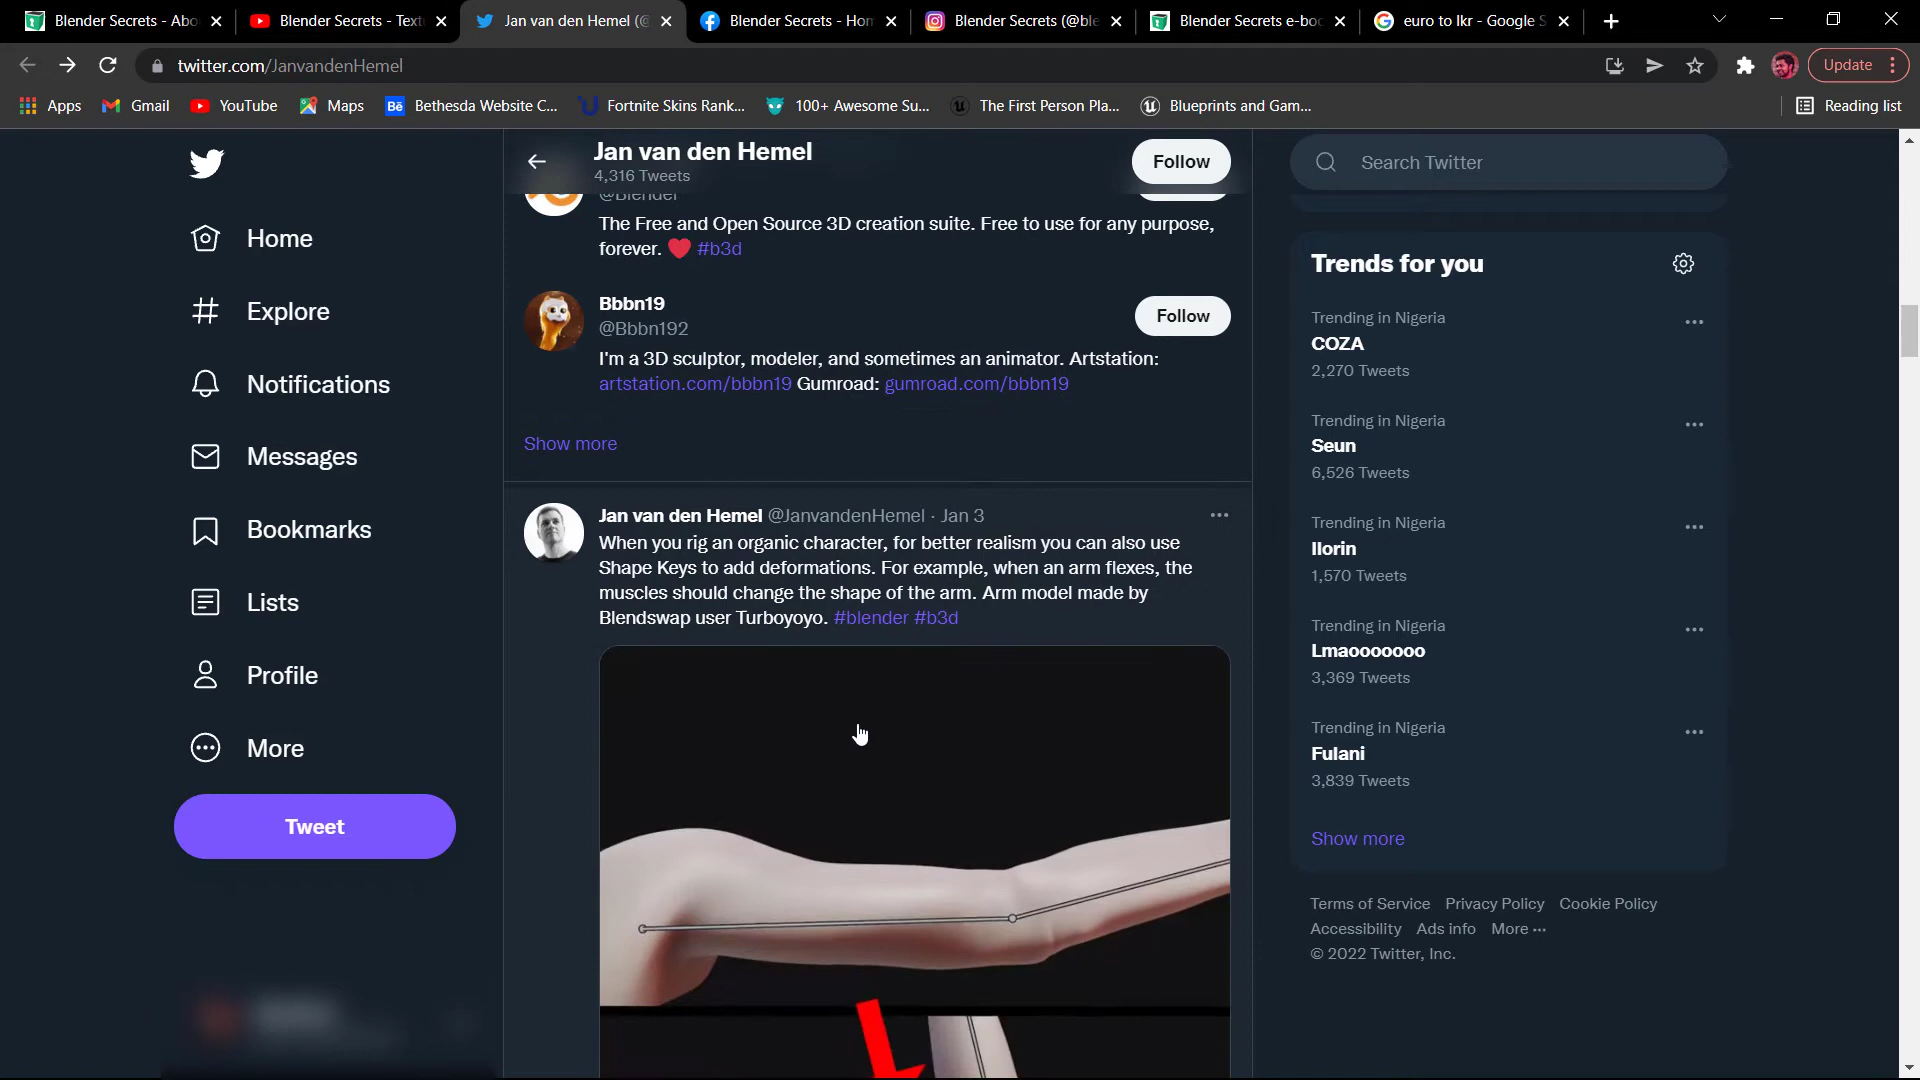 Blender Secrets - Abo
Blender Secrets - Text
Jan van den Hemel (@
Blender Secrets - Hon
Blender Secrets (@ble
Blender Secrets e-boo
euro to lkr - Google S
twitter.com/JanvandenHemel
Update
Apps
Gmail
YouTube
Maps
Bē
Bethesda Website C...
Fortnite Skins Rank...
100+ Awesome Su...
The First Person Pla...
Blueprints and Gam...
Reading list
Home
Explore
Notifications
Messages
Bookmarks
Lists
Profile
More
Tweet
Jan van den Hemel
4,316 Tweets
Follow
@Blender
The Free and Open Source 3D creation suite. Free to use for any purpose,
forever. ❤ #b3d
Bbbn19
@Bbbn192
Follow
I'm a 3D sculptor, modeler, and sometimes an animator. Artstation:
artstation.com/bbbn19 Gumroad: gumroad.com/bbbn19
Show more
Jan van den Hemel @JanvandenHemel · Jan 3
When you rig an organic character, for better realism you can also use
Shape Keys to add deformations. For example, when an arm flexes, the
muscles should change the shape of the arm. Arm model made by
Blendswap user Turboyoyo. #blender #b3d
Search Twitter
Trends for you
Trending in Nigeria
COZA
2,270 Tweets
Trending in Nigeria
Seun
6,526 Tweets
Trending in Nigeria
Ilorin
1,570 Tweets
Trending in Nigeria
Lmaooooooo
3,369 Tweets
Trending in Nigeria
Fulani
3,839 Tweets
Show more
Terms of Service Privacy Policy Cookie Policy
Accessibility Ads info More ···
© 2022 Twitter, Inc.